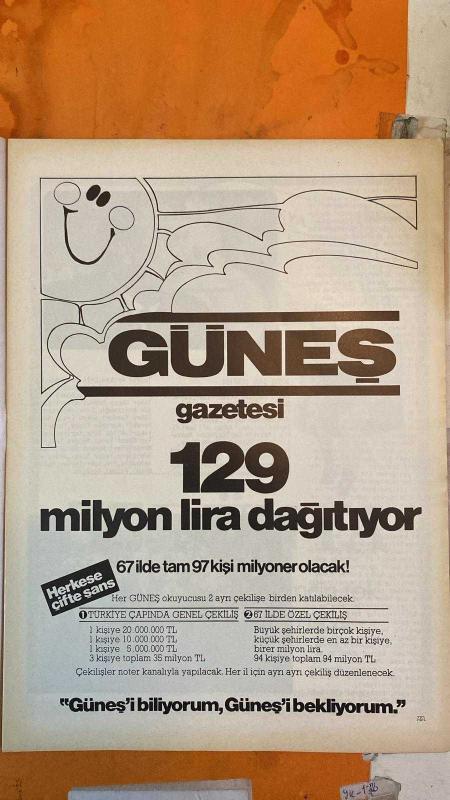 GÜNEŞ
gazetesi
129
milyon lira dağıtıyor
67 ilde tam 97 kişi milyoner olacak!
Herkese
çifte şans
Her GÜNEŞ okuyucusu 2 ayrı çekilişe birden katılabilecek.
1 TÜRKİYE ÇAPINDA GENEL ÇEKİLİŞ
1 kişiye 20.000.000 TL
1 kişiye 10.000.000 TL
1 kişiye 5.000.000 TL
3 kişiye toplam 35 milyon TL
2 67 İLDE ÖZEL ÇEKİLİŞ
Büyük şehirlerde birçok kişiye,
küçük şehirlerde en az bir kişiye,
birer milyon lira.
94 kişiye toplam 94 milyon TL
Çekilişler noter kanalıyla yapılacak. Her il için ayrı ayrı çekiliş düzenlenecek.
"Güneş'i biliyorum, Güneş'i bekliyorum."